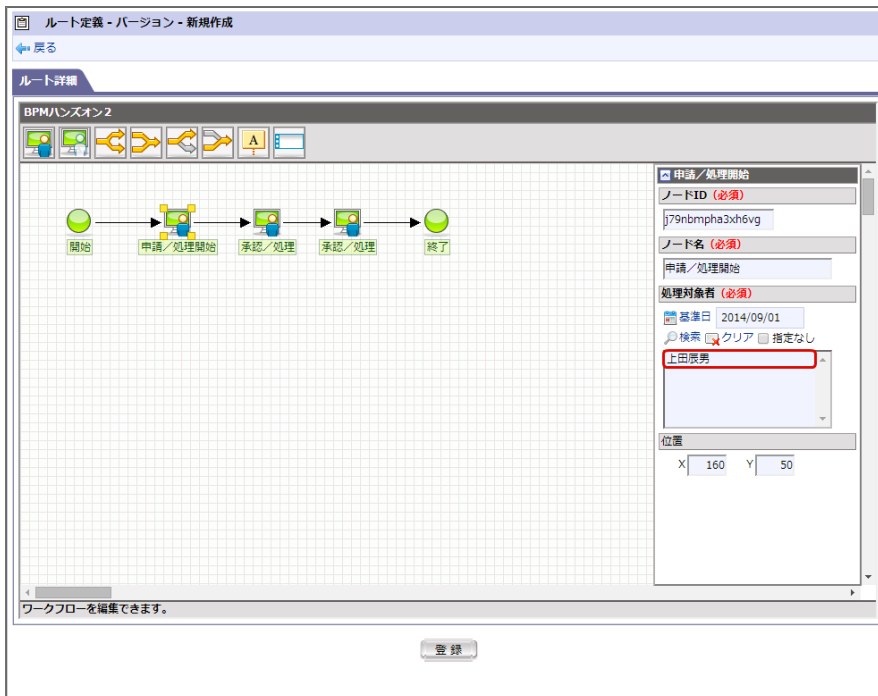 ルート定義 - バージョン - 新規作成
戻る
ルート詳細
BPMハンズオン2
A
開始
申請／処理開始
承認／処理
承認／処理
終了
申請／処理開始
ノードID（必須）
j79nbmpha3xh6vg
ノード名（必須）
申請／処理開始
処理対象者（必須）
基準日 2014/09/01
検索 クリア 指定なし
上田辰男
位置
X 160 Y 50
ワークフローを編集できます。
登録